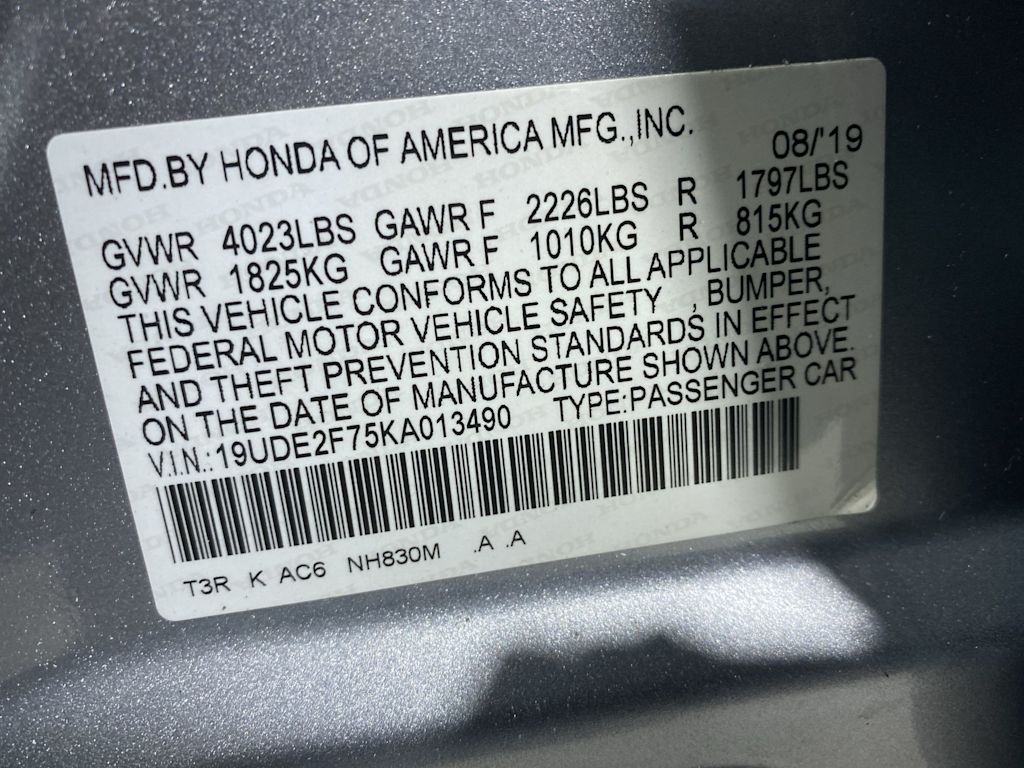 MFD.BY HONDA OF AMERICA MFG.,INC. 08/'19
GVWR 4023LBS GAWR F 2226LBS R 1797LBS
GVWR 1825KG GAWR F 1010KG R 815KG
THIS VEHICLE CONFORMS TO ALL APPLICABLE
FEDERAL MOTOR VEHICLE SAFETY , BUMPER,
AND THEFT PREVENTION STANDARDS IN EFFECT
ON THE DATE OF MANUFACTURE SHOWN ABOVE.
V.I.N.:19UDE2F75KA013490 TYPE:PASSENGER CAR
T3R K AC6 NH830M .A .A